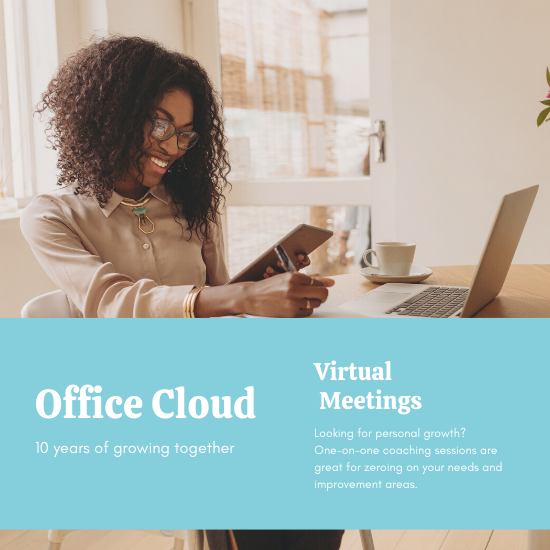 Office Cloud
10 years of growing together
Virtual
Meetings
Looking for personal growth?
One-on-one coaching sessions are
great for zeroing on your needs and
improvement areas.